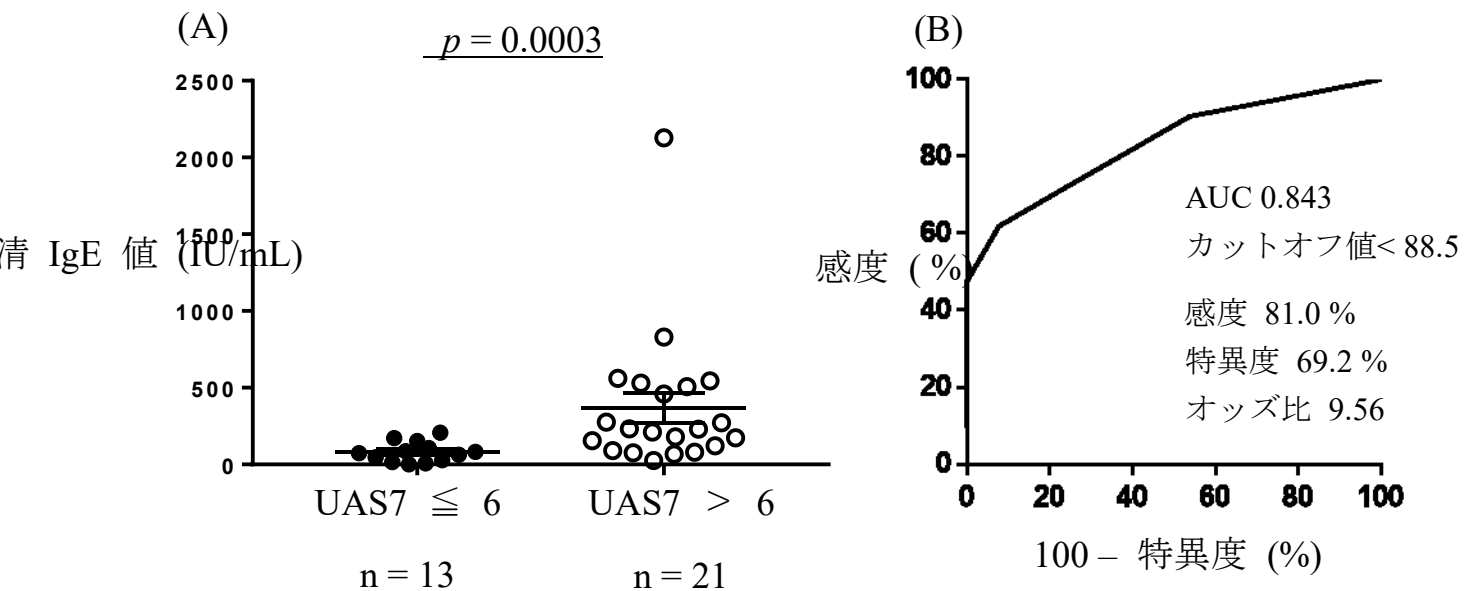 (A)
p = 0.0003
2500
2000
1500
1000
500
0
清 IgE 値 (IU/mL)
UAS7 ≦ 6
UAS7 > 6
n = 13
n = 21
(B)
100
80
60
40
20
0
感度 ( %)
AUC 0.843
カットオフ値< 88.5
感度 81.0 %
特異度 69.2 %
オッズ比 9.56
0 20 40 60 80 100
100 – 特異度 (%)